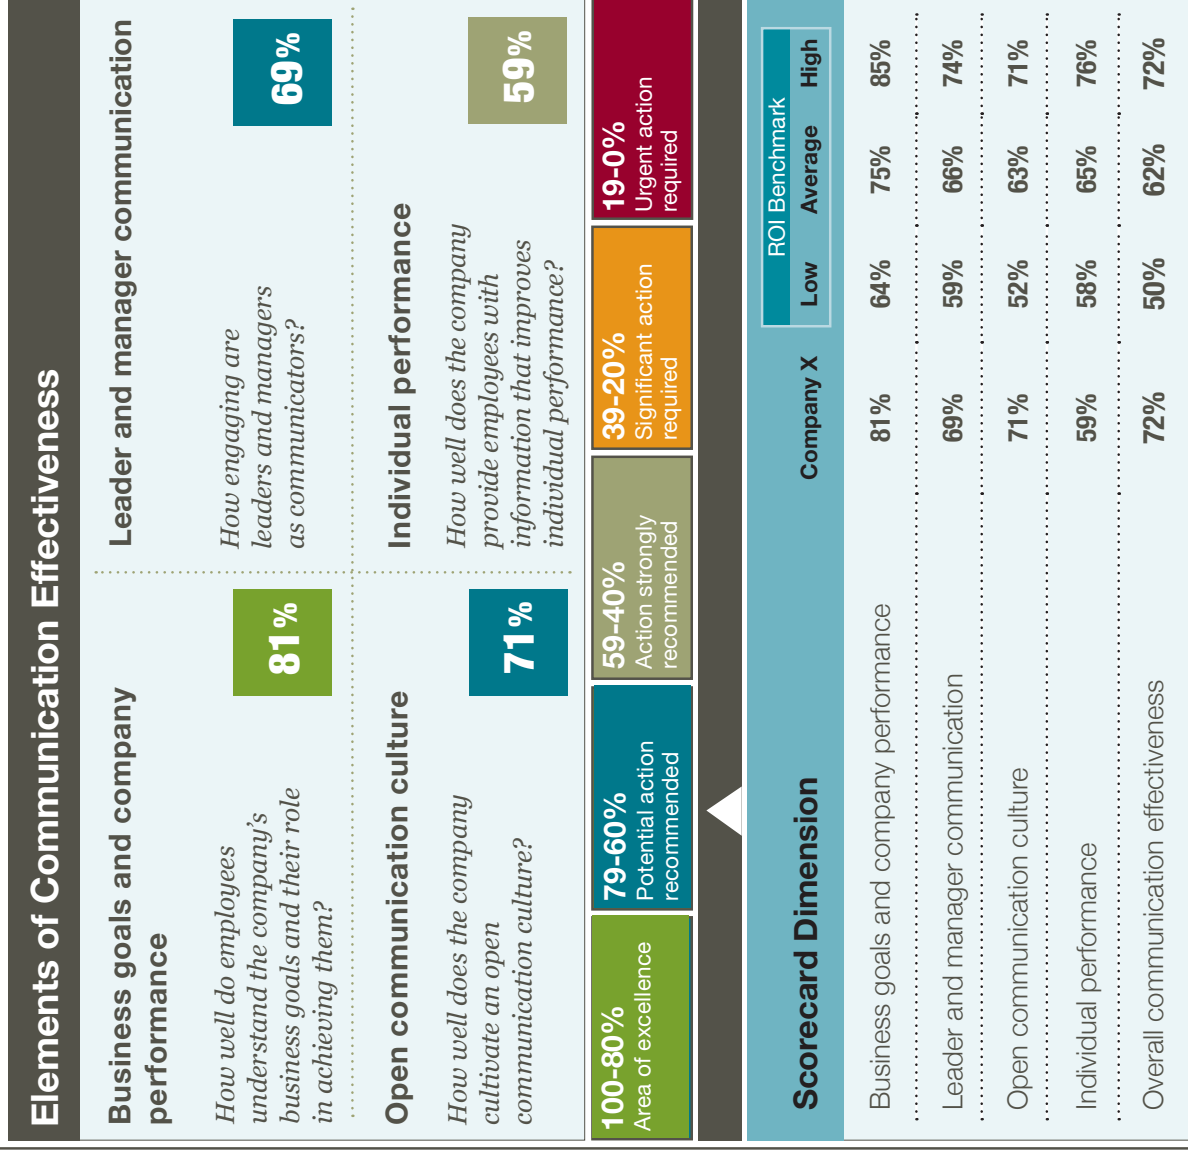 Elements of Communication Effectiveness
Business goals and company
performance
How well do employees
understand the company's
business goals and their role
in achieving them?
81%
Leader and manager communication
How engaging are
leaders and managers
as communicators?
69%
Open communication culture
How well does the company
cultivate an open
communication culture?
71%
Individual performance
How well does the company
provide employees with
information that improves
individual performance?
59%
100-80%
Area of excellence
79-60%
Potential action
recommended
59-40%
Action strongly
recommended
39-20%
Significant action
required
19-0%
Urgent action
required
ROI Benchmark
Scorecard Dimension Company X Low Average High
Business goals and company performance 81% 64% 75% 85%
Leader and manager communication 69% 59% 66% 74%
Open communication culture 71% 52% 63% 71%
Individual performance 59% 58% 65% 76%
Overall communication effectiveness 72% 50% 62% 72%